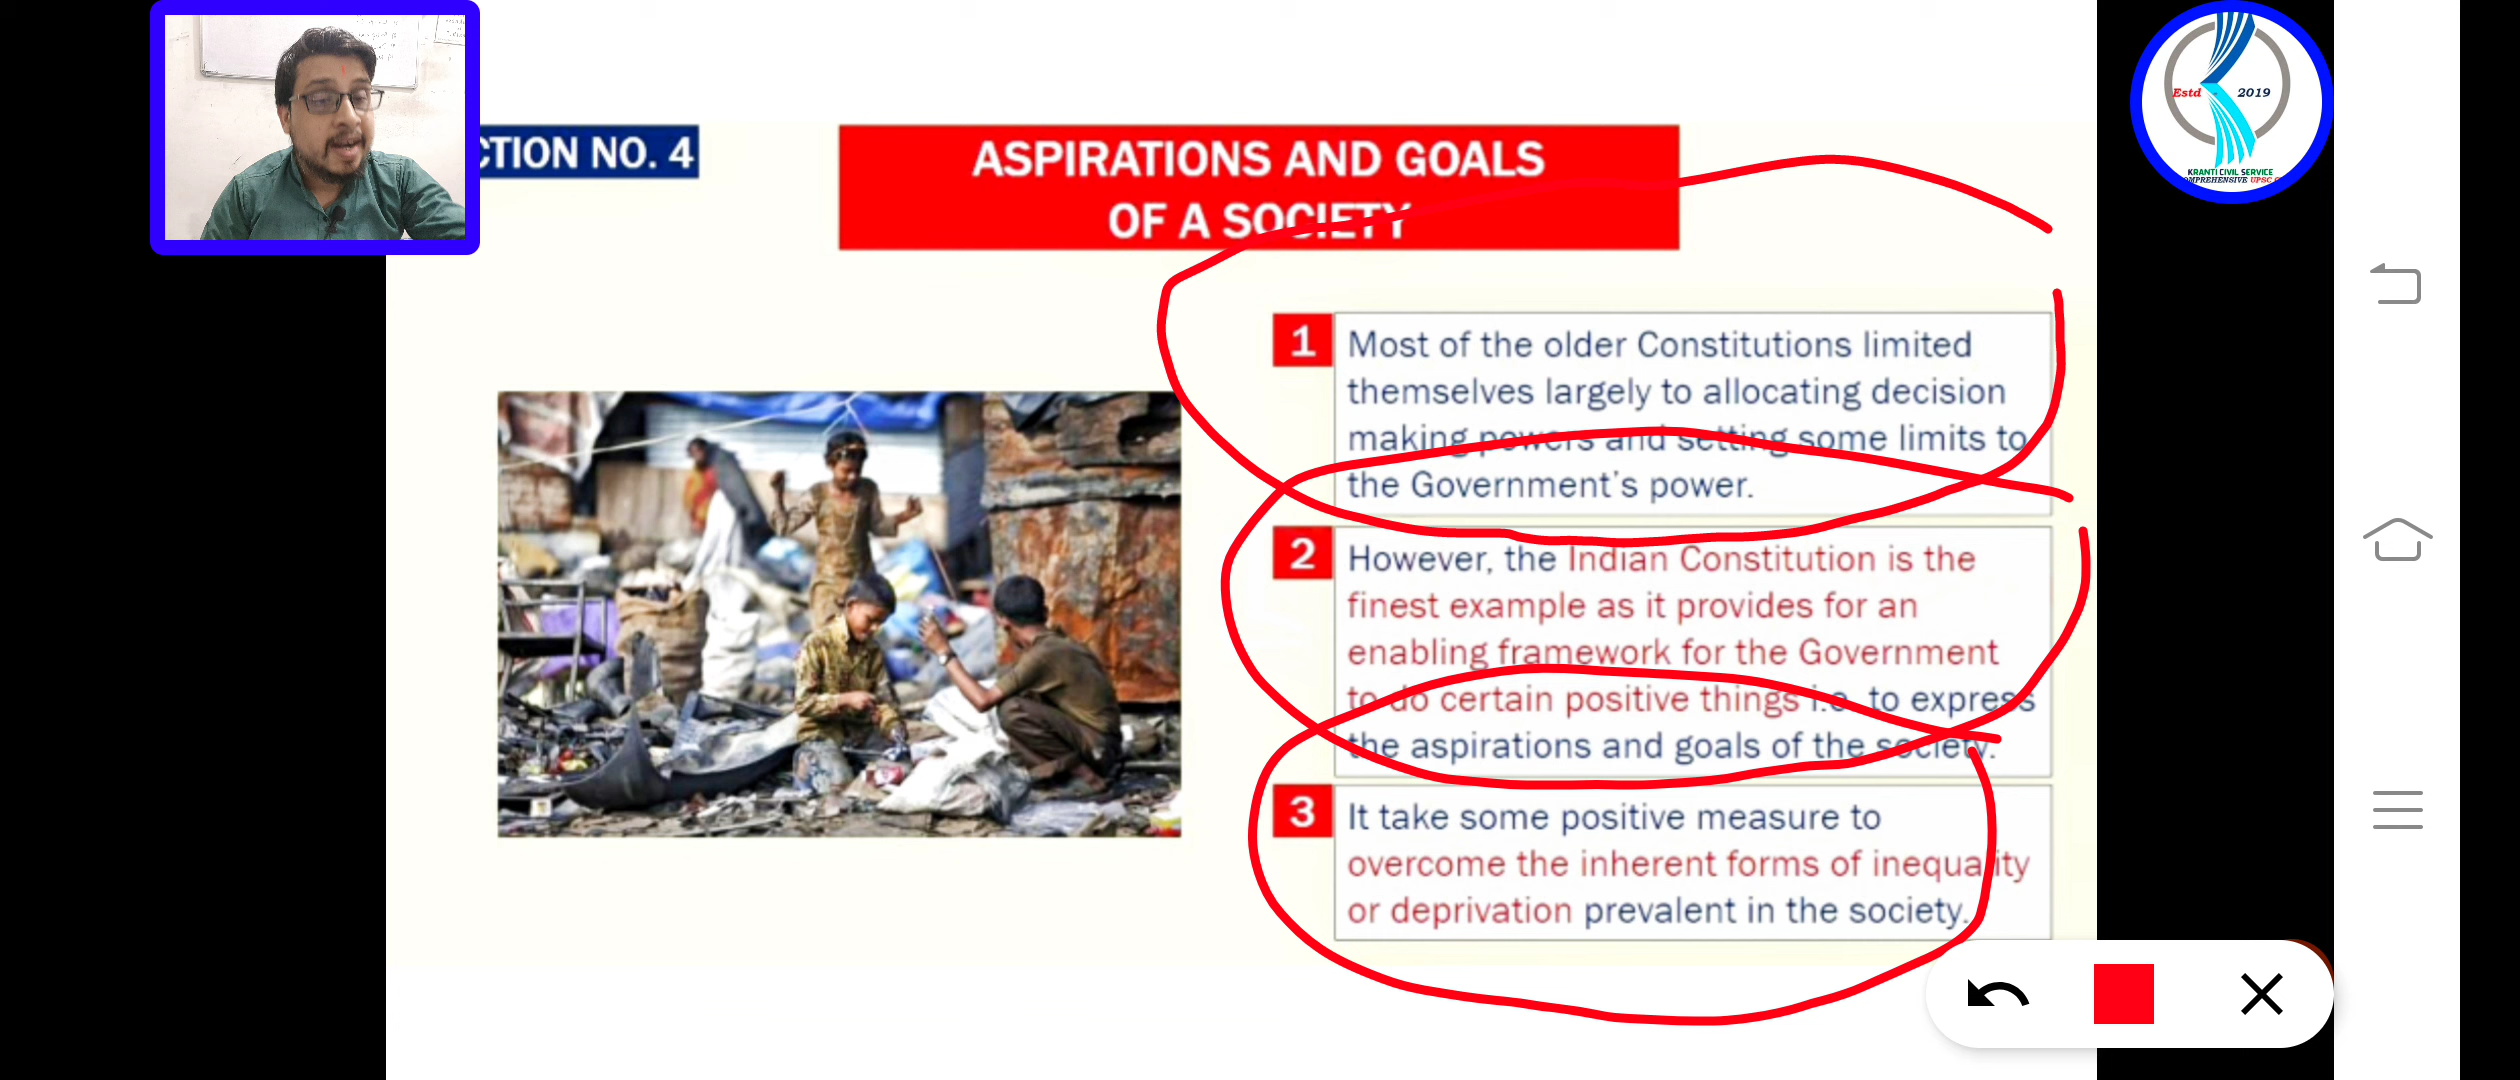 CTION NO. 4
ASPIRATIONS AND GOALS
OF A SOCIETY
Estd - 2019
KRANTI CIVIL SERVICE
OMPREHENSIVE UPSC C
1
Most of the older Constitutions limited
themselves largely to allocating decision
making powers and setting some limits to
the Government's power.
2
However, the Indian Constitution is the
finest example as it provides for an
enabling framework for the Government
to do certain positive things i.e. to express
the aspirations and goals of the society.
3
It take some positive measure to
overcome the inherent forms of inequality
or deprivation prevalent in the society.